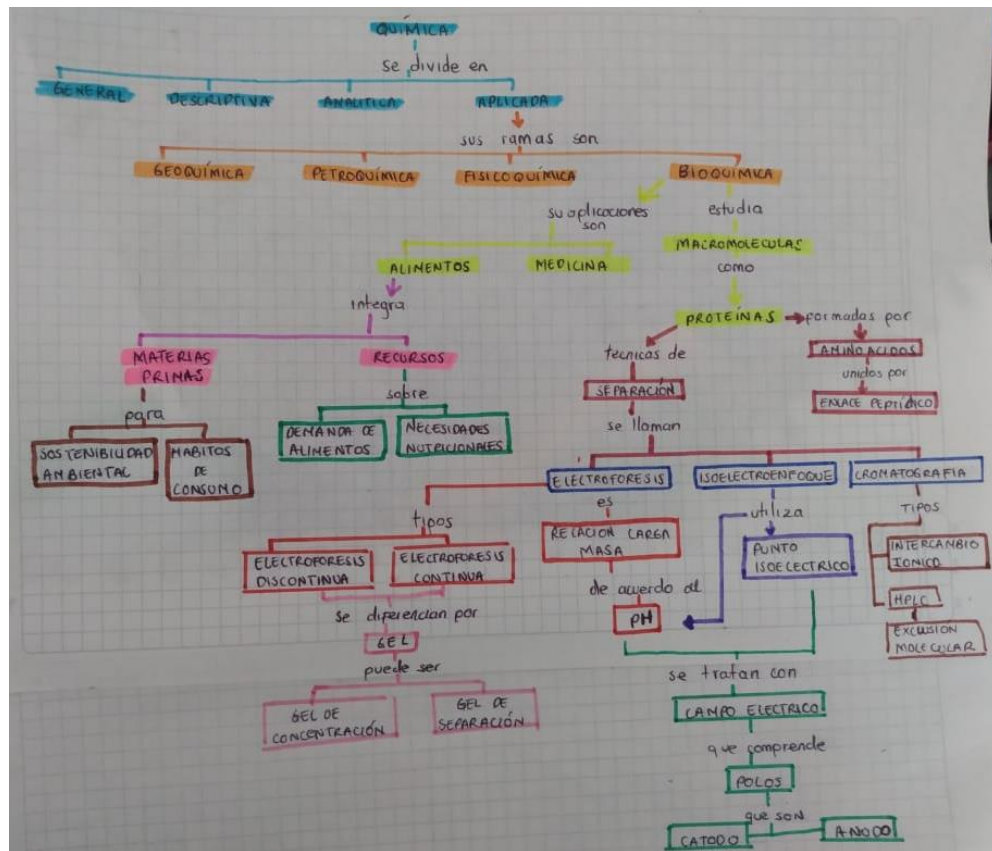 QUÍMICA
se divide en
GENERAL DESCRIPTIVA ANALITICA APLICADA
sus ramas son
GEOQUÍMICA PETROQUÍMICA FISICOQUÍMICA BIOQUÍMICA
su aplicaciones
son
estudia
ALIMENTOS MEDICINA
MACROMOLECULAS
como
integra
PROTEÍNAS
formadas por
MATERIAS
PRIMAS
RECURSOS
técnicas de
AMINOACIDOS
unidos por
para
sobre
SEPARACIÓN
ENLACE PEPTÍDICO
se llaman
SOSTENIBILIDAD
AMBIENTAL
HABITOS
DE
CONSUMO
DEMANDA DE
ALIMENTOS
NECESIDADES
NUTRICIONALES
ELECTROFORESIS ISOELECTROENFOQUE CROMATOGRAFIA
tipos
es
utiliza
TIPOS
ELECTROFORESIS
DISCONTINUA
ELECTROFORESIS
CONTINUA
RELACION CARGA
MASA
PUNTO
ISOELECTRICO
INTERCAMBIO
IONICO
HPLC
EXCLUSION
MOLECULAR
se diferencian por
de acuerdo al
GEL
PH
puede ser
se tratan con
GEL DE
CONCENTRACIÓN
GEL DE
SEPARACIÓN
CAMPO ELECTRICO
que comprende
POLOS
que son
CATODO ANODO